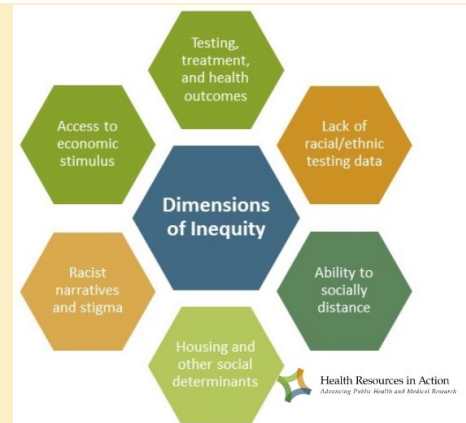 Testing,
treatment,
and health
outcomes
Access to
economic
stimulus
Lack of
racial/ethnic
testing data
Dimensions
of Inequity
Racist
narratives
and stigma
Ability to
socially
distance
Housing and
other social
determinants
Health Resources in Action
Advancing Public Health and Medical Research